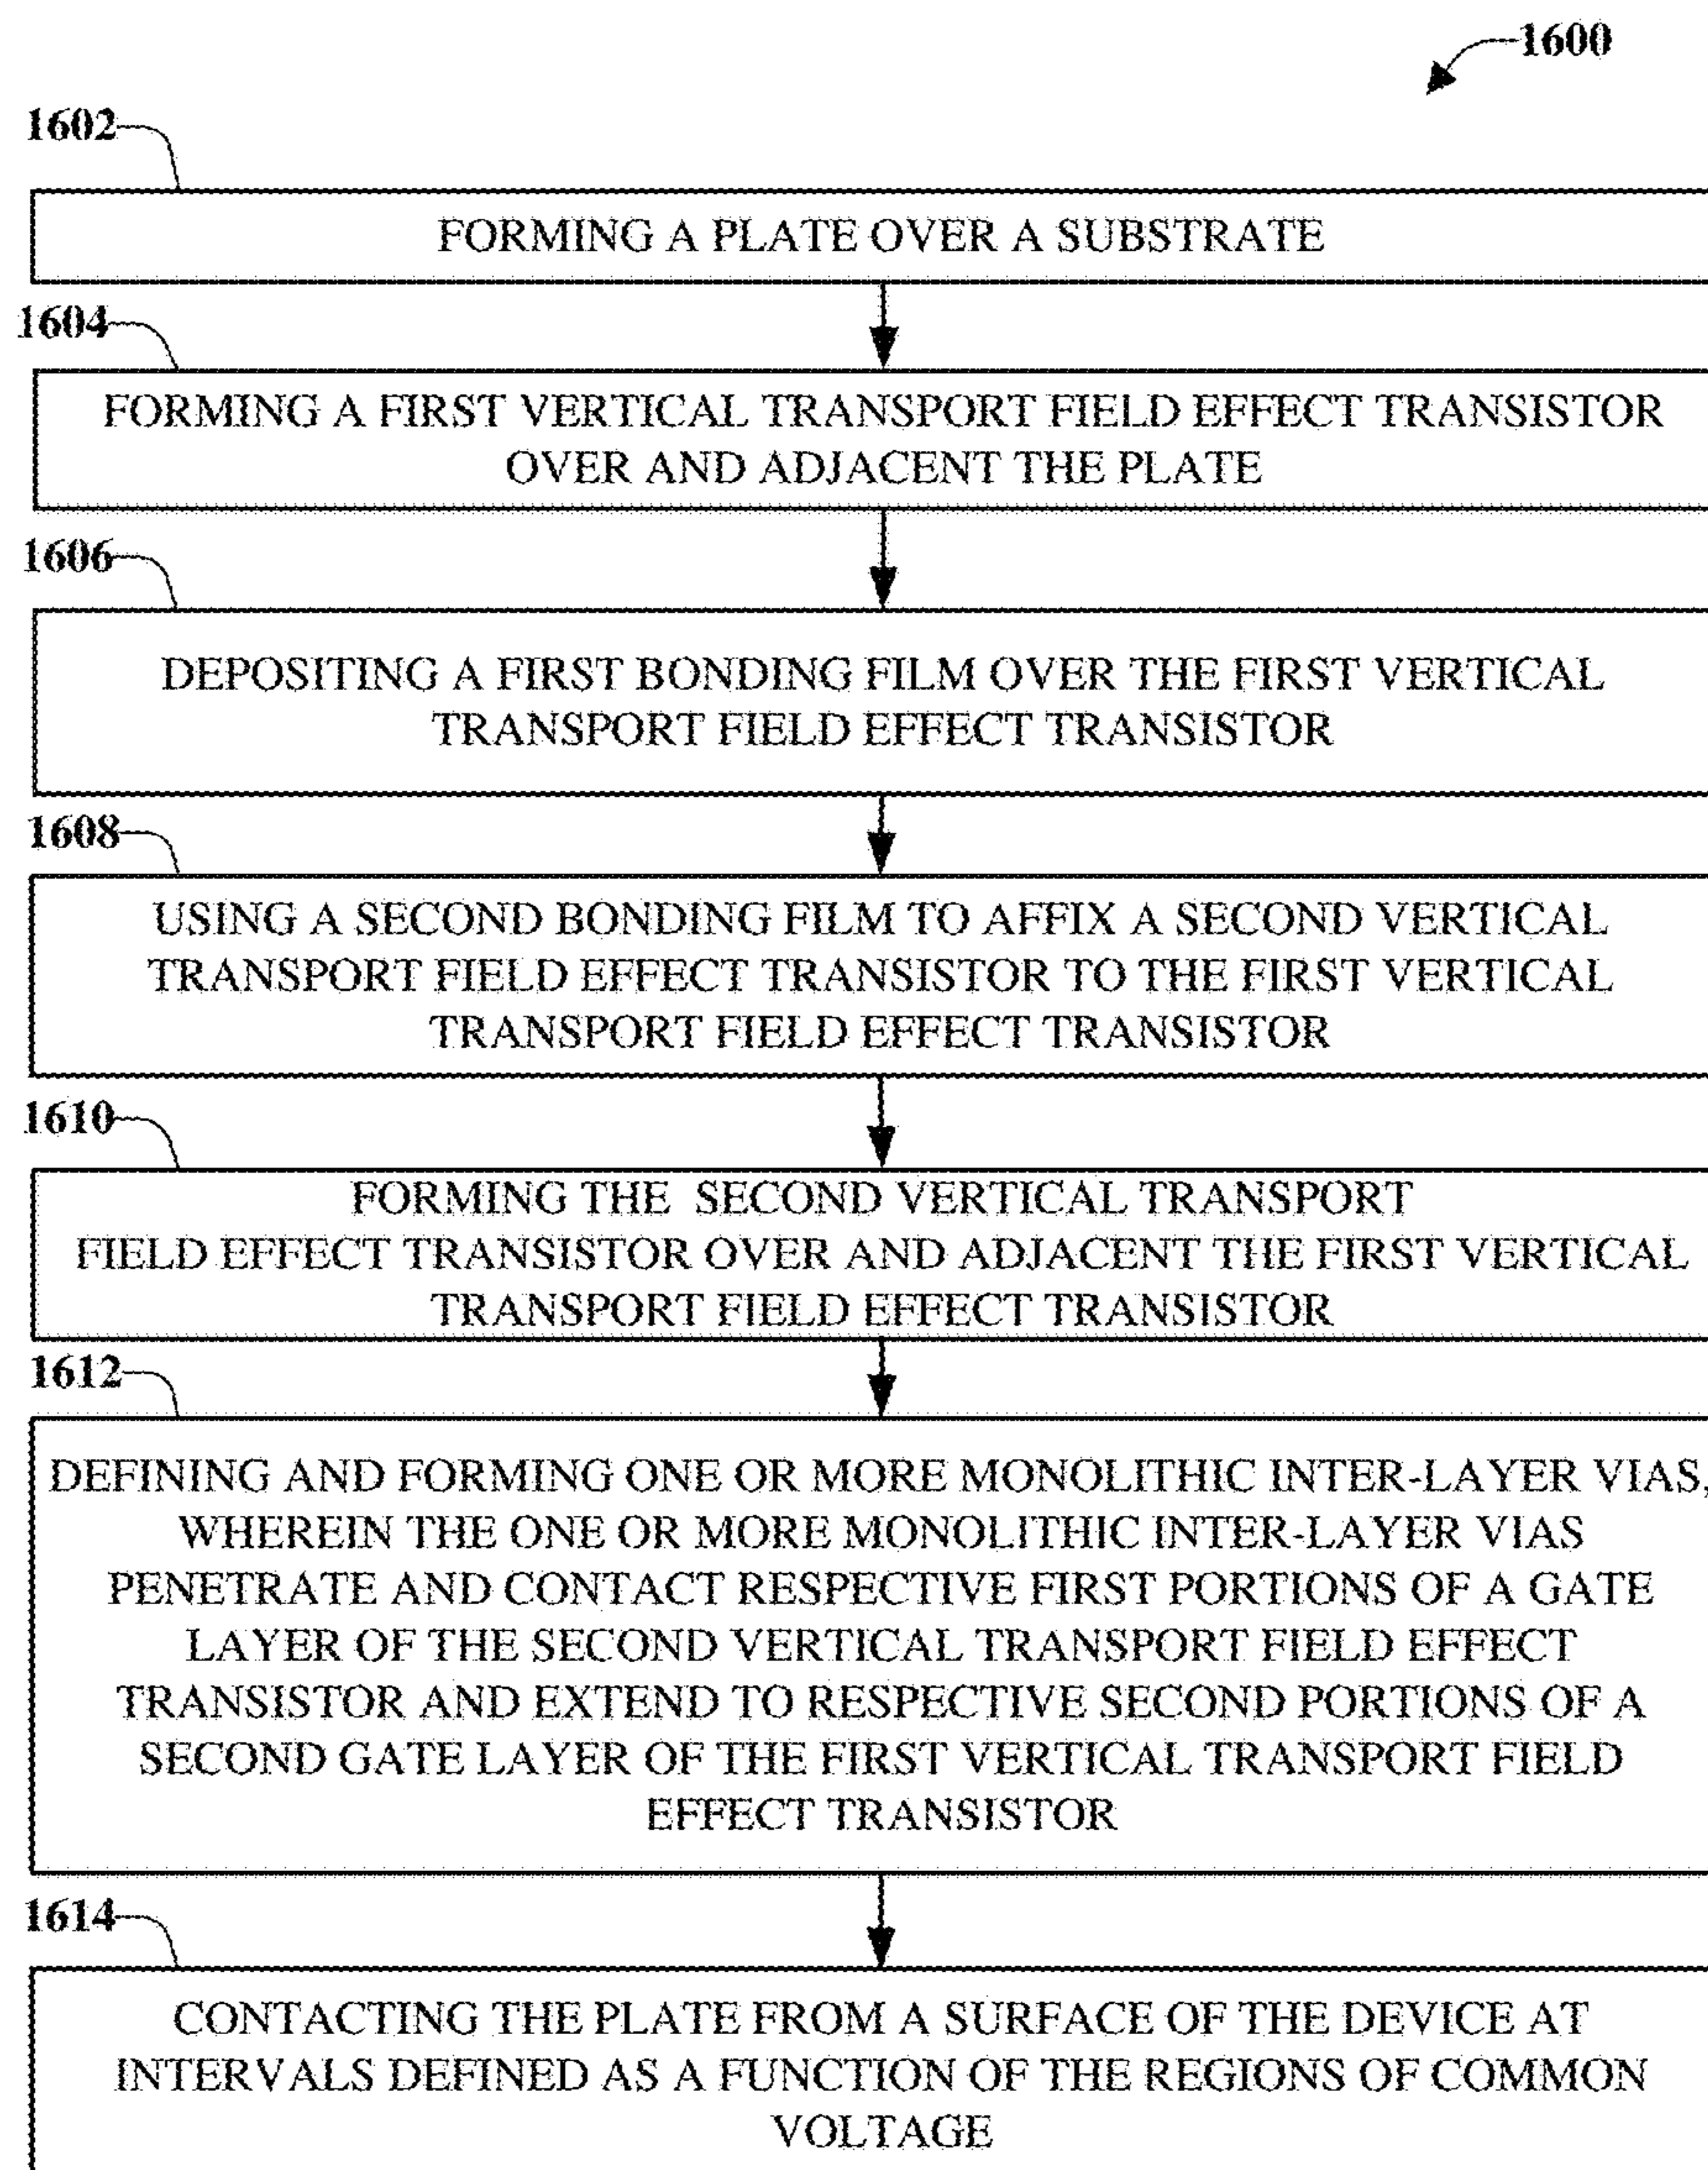 1600
1602
FORMING A PLATE OVER A SUBSTRATE
1604
FORMING A FIRST VERTICAL TRANSPORT FIELD EFFECT TRANSISTOR
OVER AND ADJACENT THE PLATE
1606
DEPOSITING A FIRST BONDING FILM OVER THE FIRST VERTICAL
TRANSPORT FIELD EFFECT TRANSISTOR
1608
USING A SECOND BONDING FILM TO AFFIX A SECOND VERTICAL
TRANSPORT FIELD EFFECT TRANSISTOR TO THE FIRST VERTICAL
TRANSPORT FIELD EFFECT TRANSISTOR
1610
FORMING THE SECOND VERTICAL TRANSPORT
FIELD EFFECT TRANSISTOR OVER AND ADJACENT THE FIRST VERTICAL
TRANSPORT FIELD EFFECT TRANSISTOR
1612
DEFINING AND FORMING ONE OR MORE MONOLITHIC INTER-LAYER VIAS,
WHEREIN THE ONE OR MORE MONOLITHIC INTER-LAYER VIAS
PENETRATE AND CONTACT RESPECTIVE FIRST PORTIONS OF A GATE
LAYER OF THE SECOND VERTICAL TRANSPORT FIELD EFFECT
TRANSISTOR AND EXTEND TO RESPECTIVE SECOND PORTIONS OF A
SECOND GATE LAYER OF THE FIRST VERTICAL TRANSPORT FIELD
EFFECT TRANSISTOR
1614
CONTACTING THE PLATE FROM A SURFACE OF THE DEVICE AT
INTERVALS DEFINED AS A FUNCTION OF THE REGIONS OF COMMON
VOLTAGE